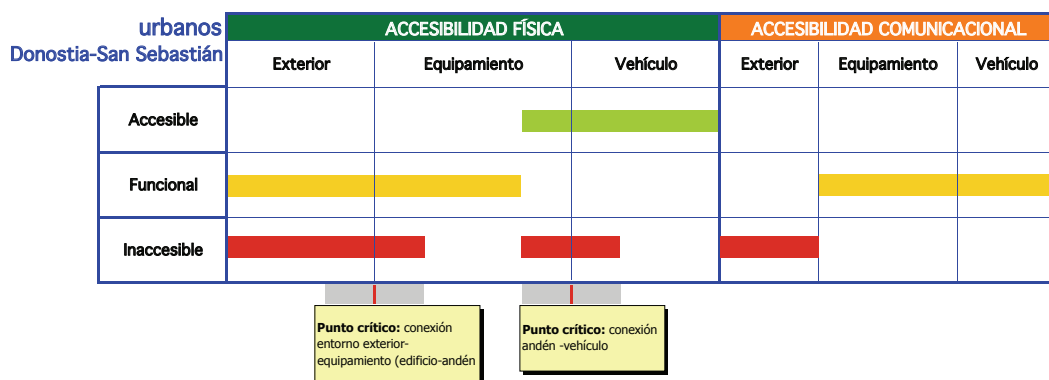 urbanos
Donostia-San Sebastián
ACCESIBILIDAD FÍSICA
ACCESIBILIDAD COMUNICACIONAL
Exterior
Equipamiento
Vehículo
Exterior
Equipamiento
Vehículo
Accesible
Funcional
Inaccesible
Punto crítico: conexión
entorno exterior-
equipamiento (edificio-andén
Punto crítico: conexión
andén -vehículo